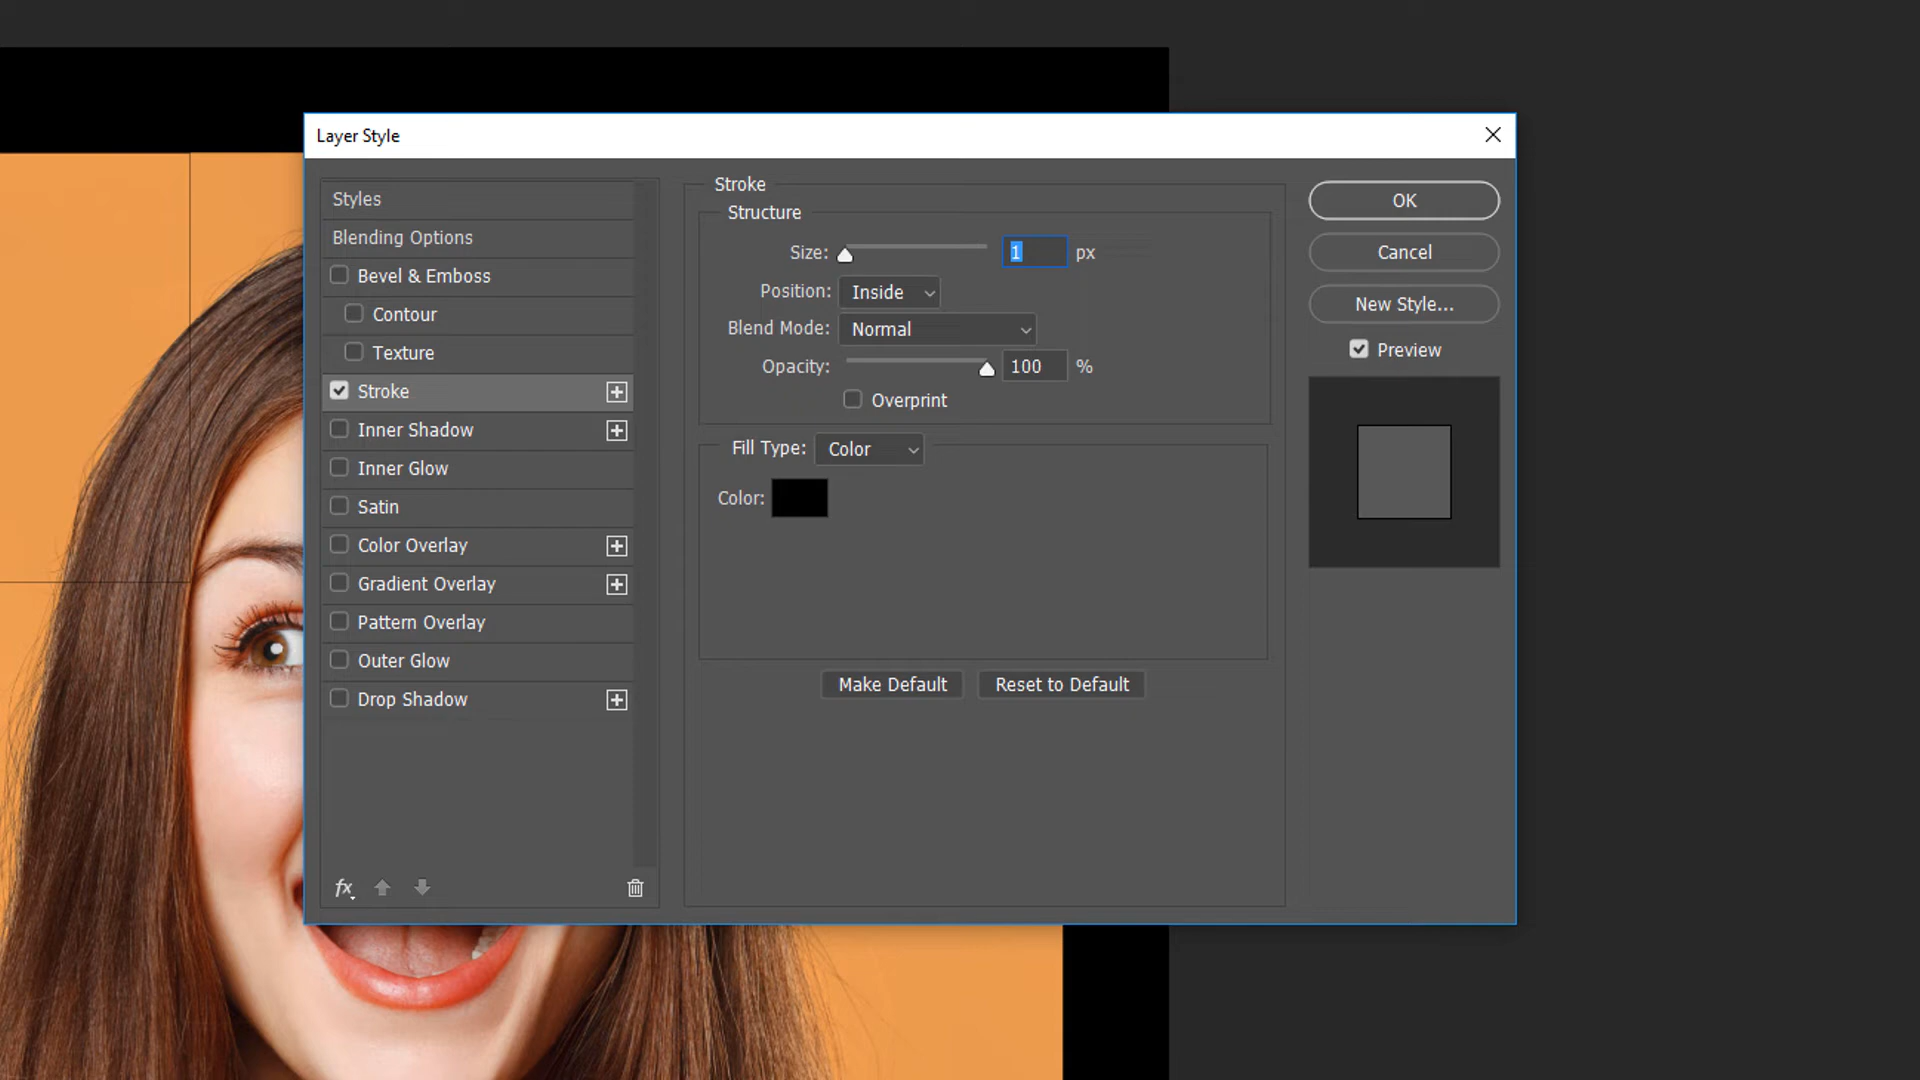 Layer Style
Styles
Blending Options
Bevel & Emboss
Contour
Texture
Stroke
Inner Shadow
Inner Glow
Satin
Color Overlay
Gradient Overlay
Pattern Overlay
Outer Glow
Drop Shadow
fx
Stroke
Structure
Size: 1 px
Position: Inside
Blend Mode: Normal
Opacity: 100 %
Overprint
Fill Type: Color
Color:
Make Default Reset to Default
OK
Cancel
New Style...
Preview